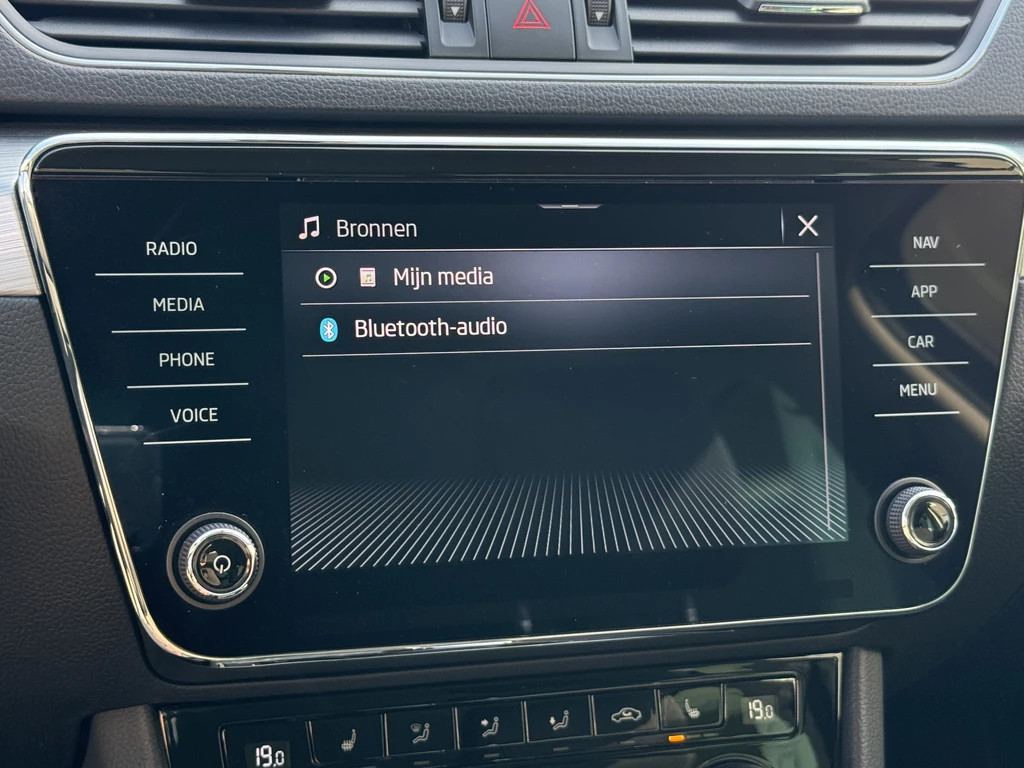 RADIO
MEDIA
PHONE
VOICE
Bronnen
Mijn media
Bluetooth-audio
NAV
APP
CAR
MENU
19.0
19.0